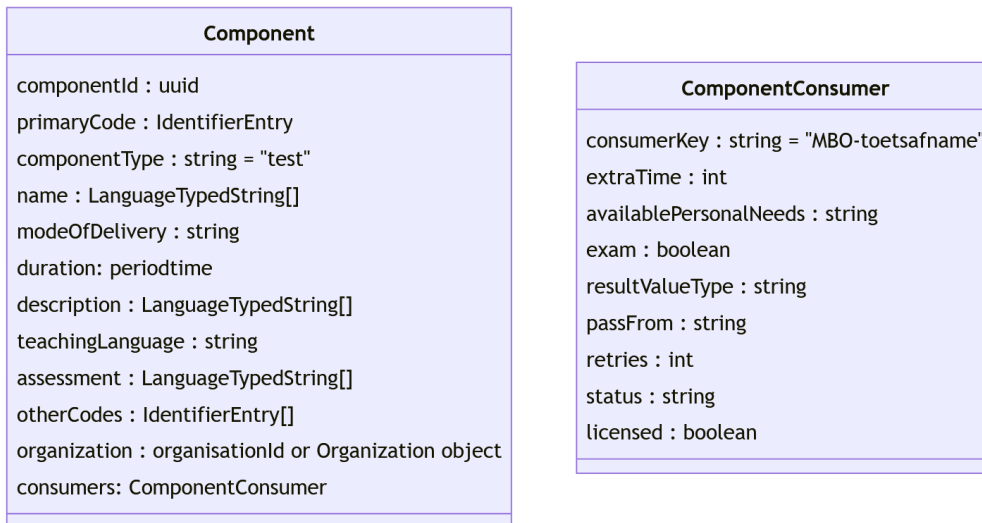 Component
componentId : uuid
primaryCode : IdentifierEntry
componentType : string = "test"
name : LanguageTypedString[]
modeOfDelivery : string
duration: periodtime
description : LanguageTypedString[]
teachingLanguage : string
assessment : LanguageTypedString[]
otherCodes : IdentifierEntry[]
organization : organisationId or Organization object
consumers: ComponentConsumer
ComponentConsumer
consumerKey : string = "MBO-toetsafname"
extraTime : int
availablePersonalNeeds : string
exam : boolean
resultValueType : string
passFrom : string
retries : int
status : string
licensed : boolean